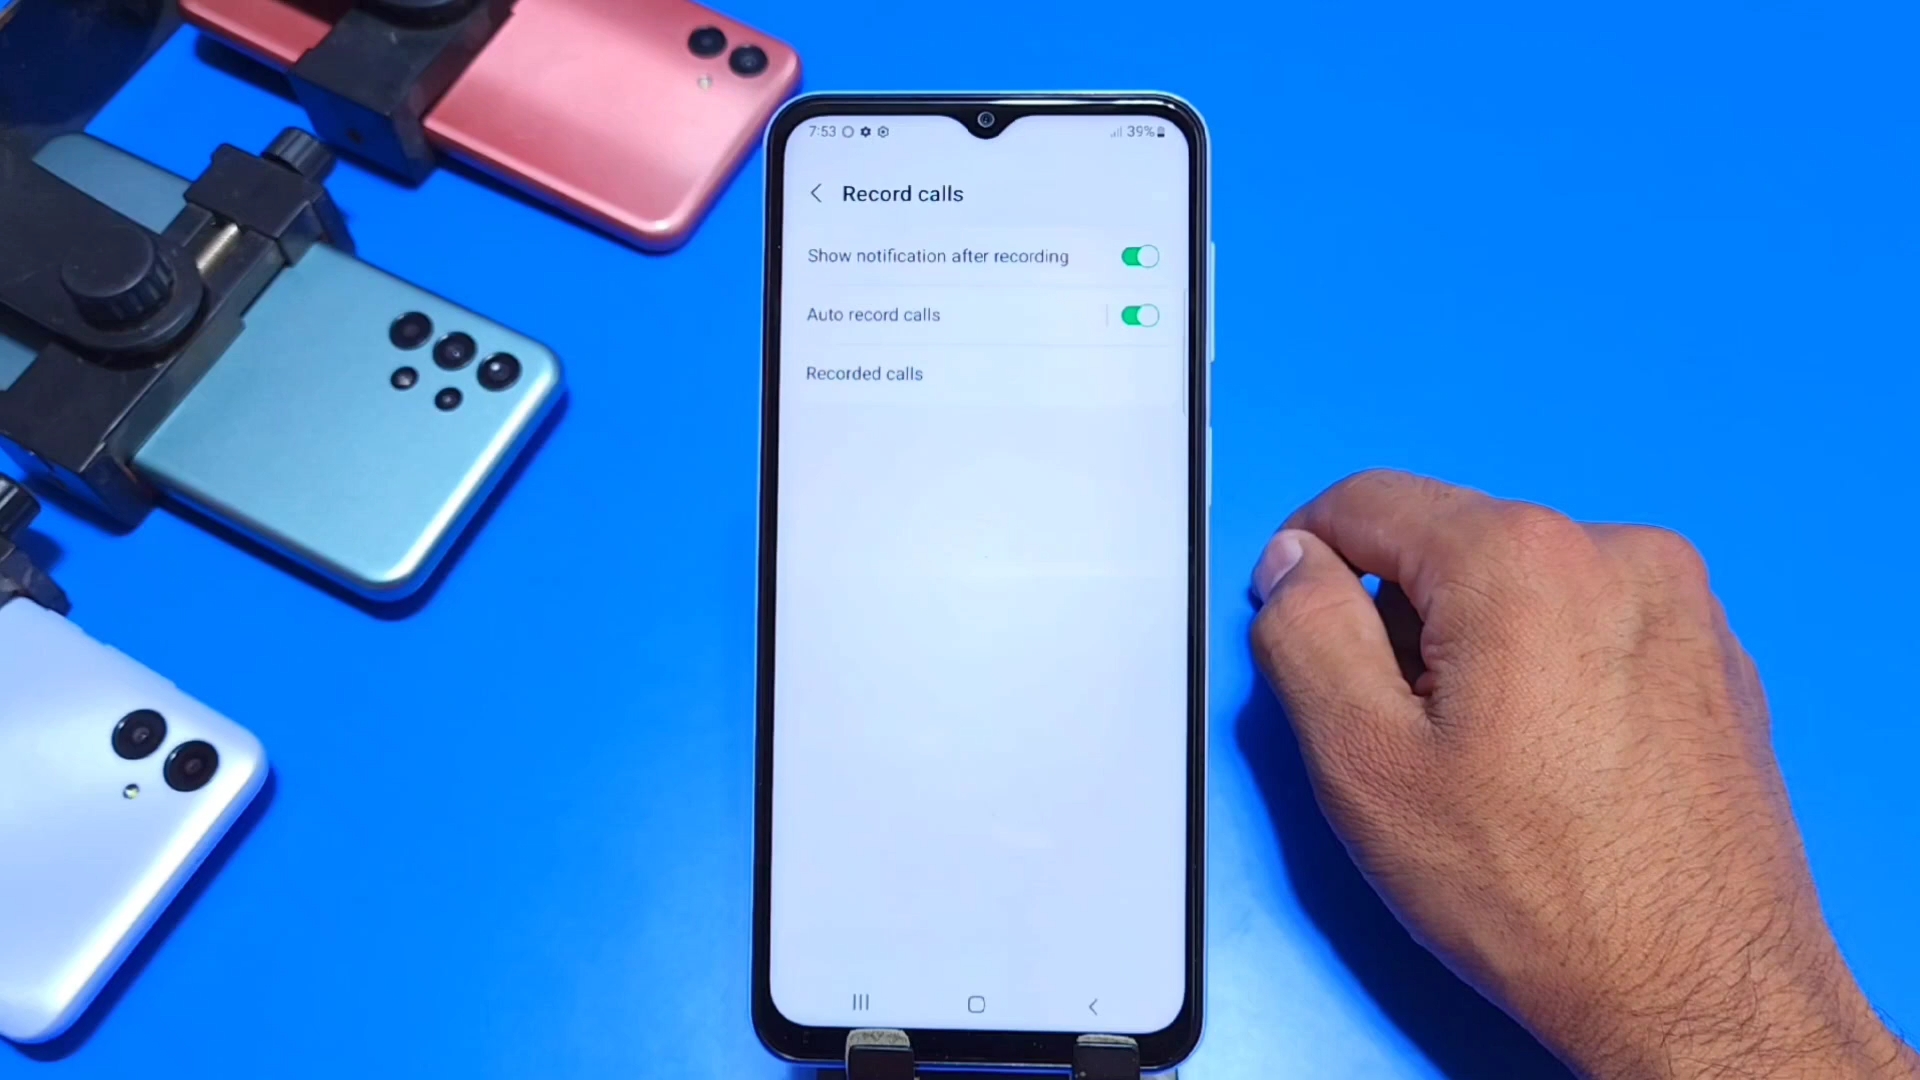 7:53
39%
Record calls
Show notification after recording
Auto record calls
Recorded calls